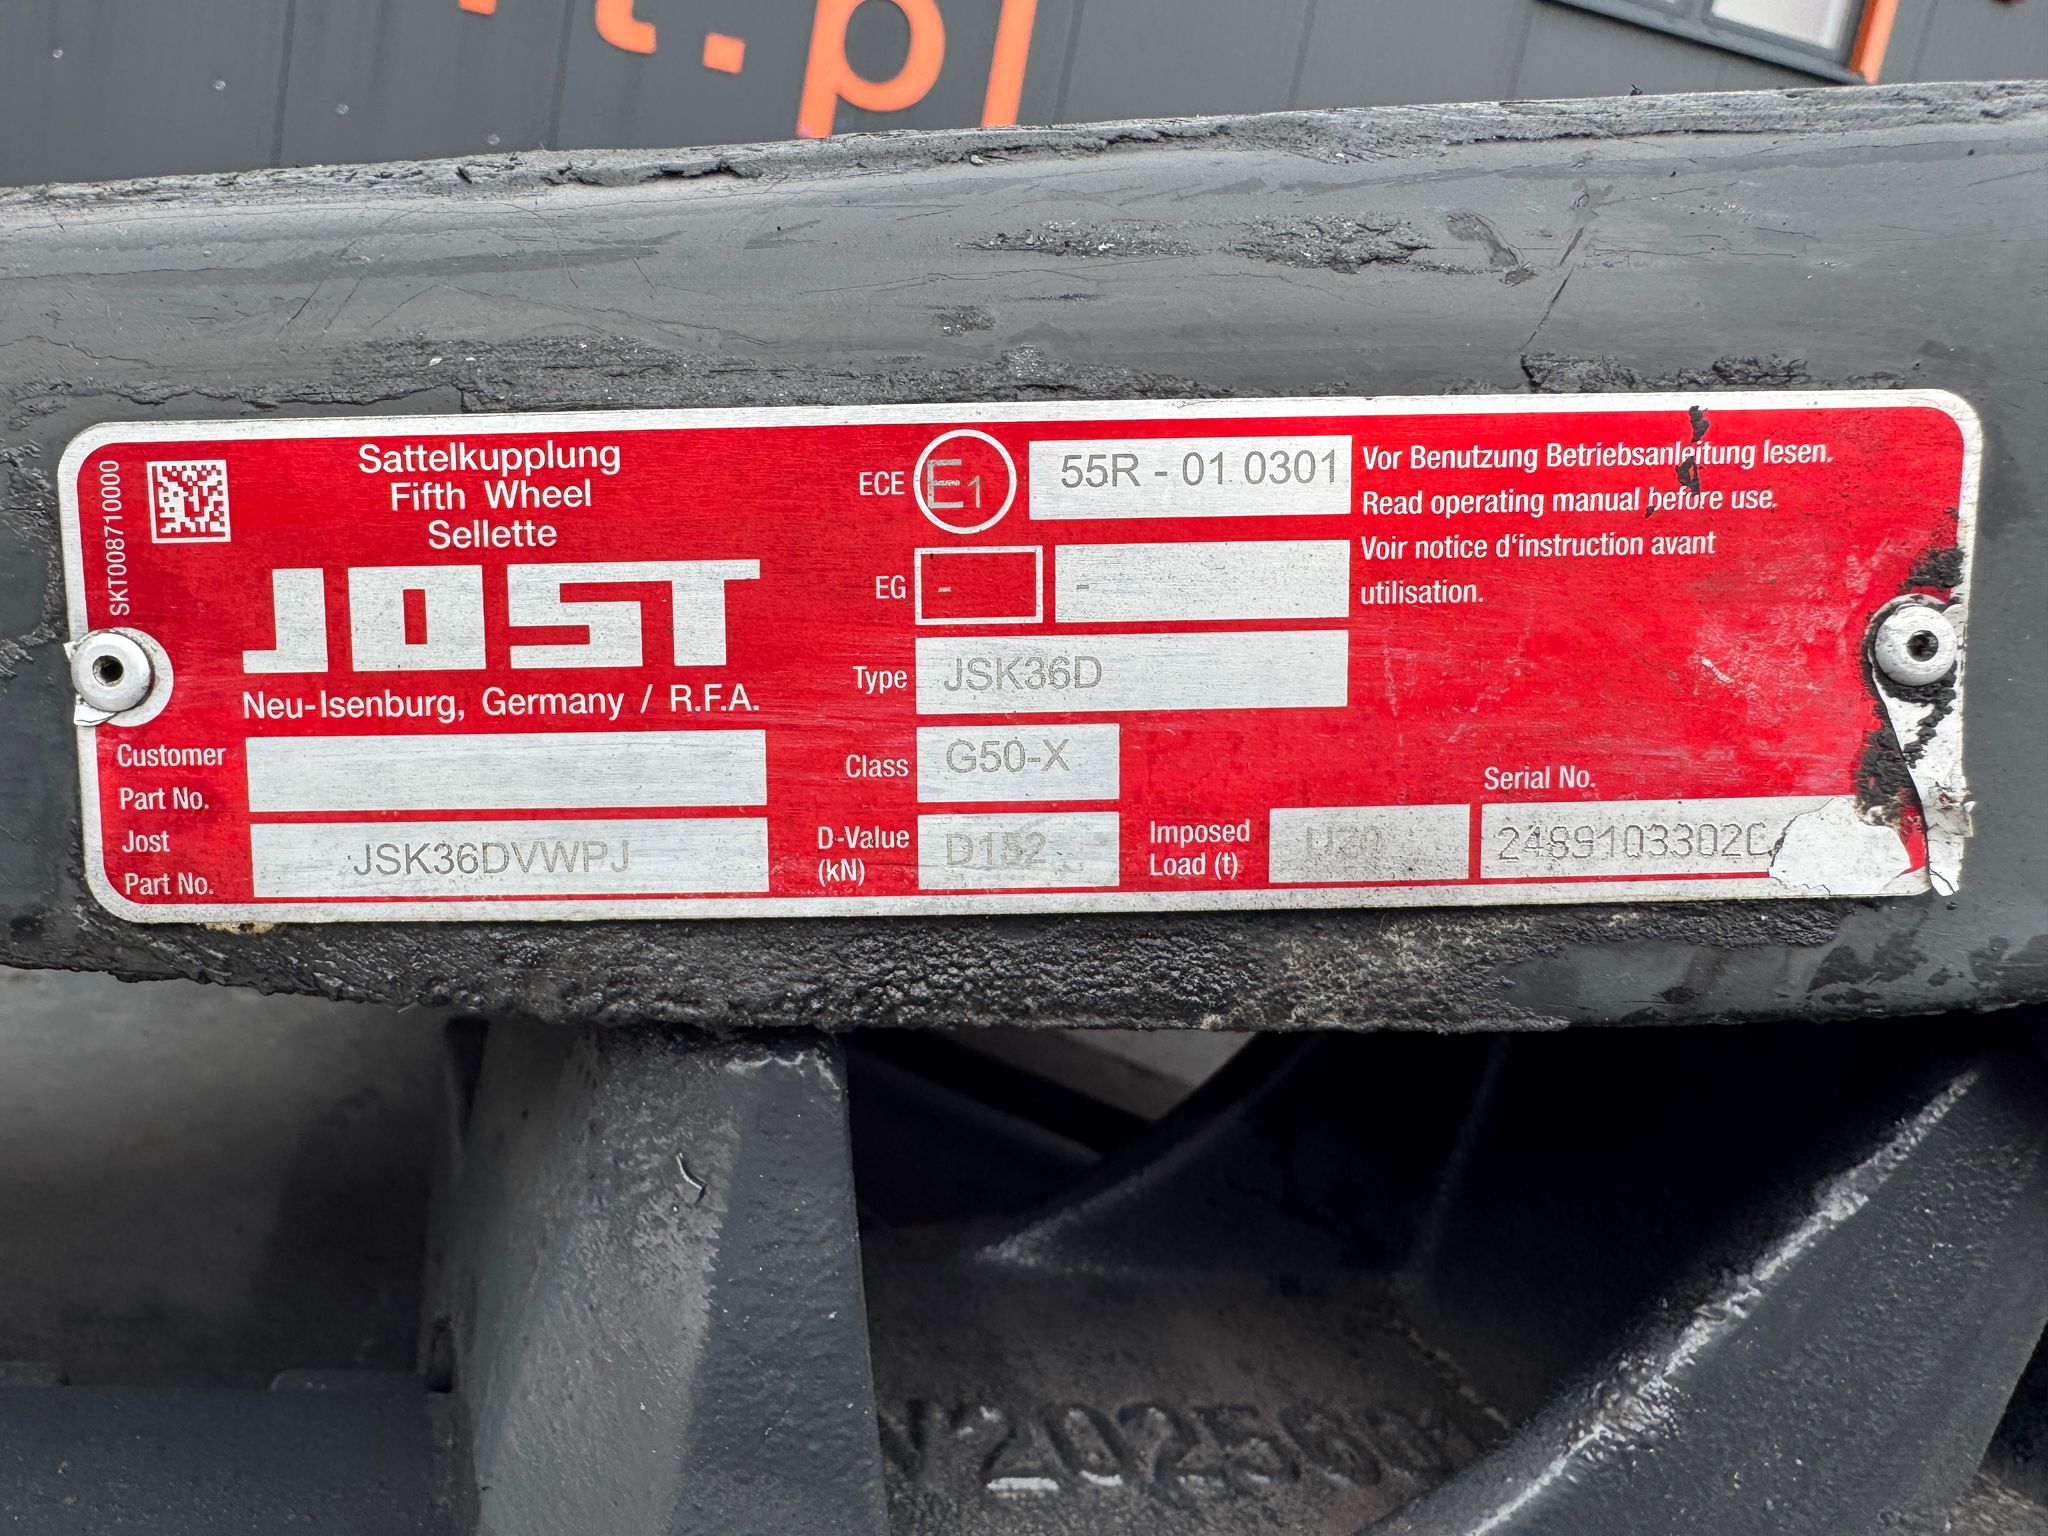 t.pl
SKT008710000
Sattelkupplung
Fifth Wheel
Sellette
JOST
Neu-Isenburg, Germany / R.F.A.
Customer
Part No.
Jost
Part No.
JSK36DVWPJ
ECE
E1
55R - 01 0301
EG
-
-
Type
JSK36D
Class
G50-X
D-Value
(kN)
D152
Imposed
Load (t)
U20
Vor Benutzung Betriebsanleitung lesen.
Read operating manual before use.
Voir notice d'instruction avant
utilisation.
Serial No.